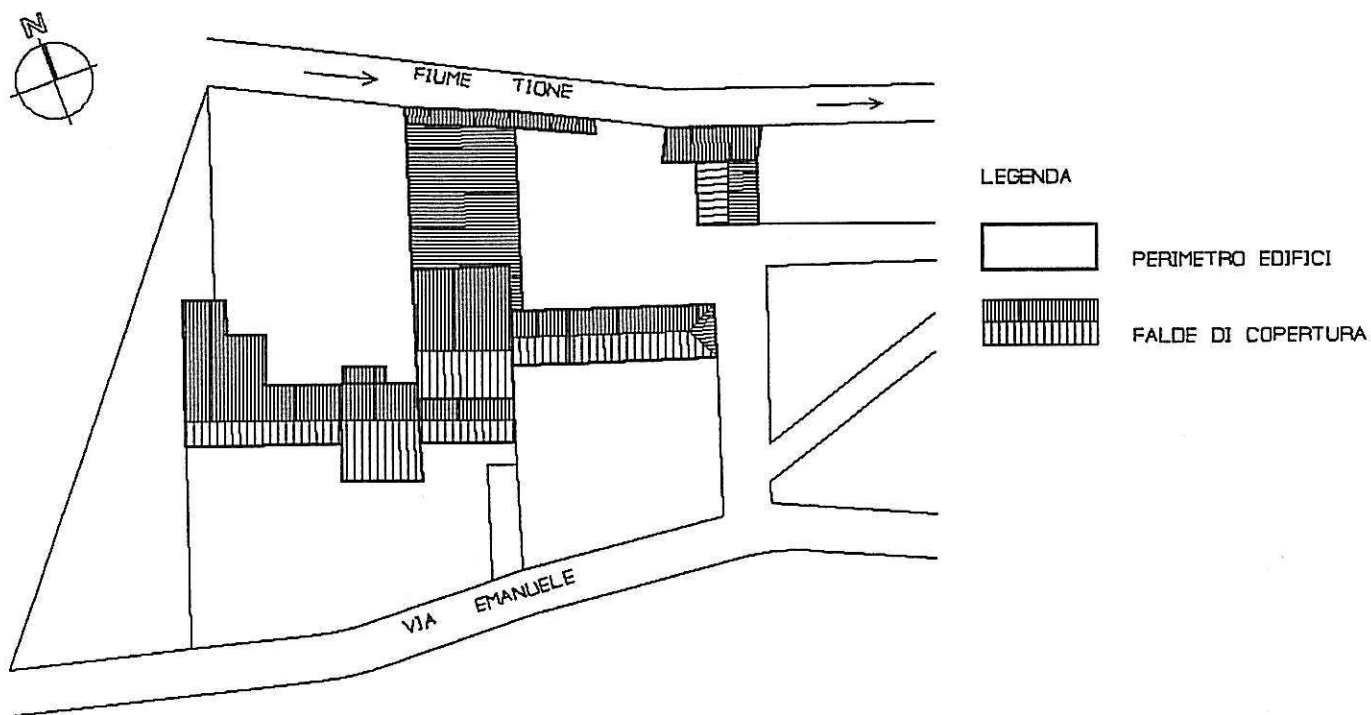 N
FIUME TIONE
LEGENDA
PERIMETRO EDIFICI
FALDE DI COPERTURA
VIA EMANUELE